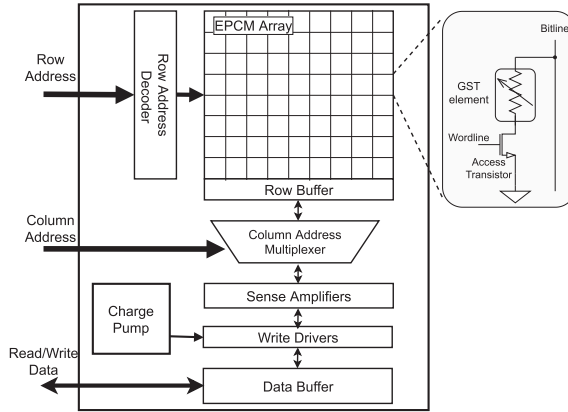 EPCM Array
Row
Address
Row Address
Decoder
Row Buffer
Column
Address
Column Address
Multiplexer
Sense Amplifiers
Charge
Pump
Write Drivers
Read/Write
Data
Data Buffer
Bitline
GST
element
Wordline
Access
Transistor